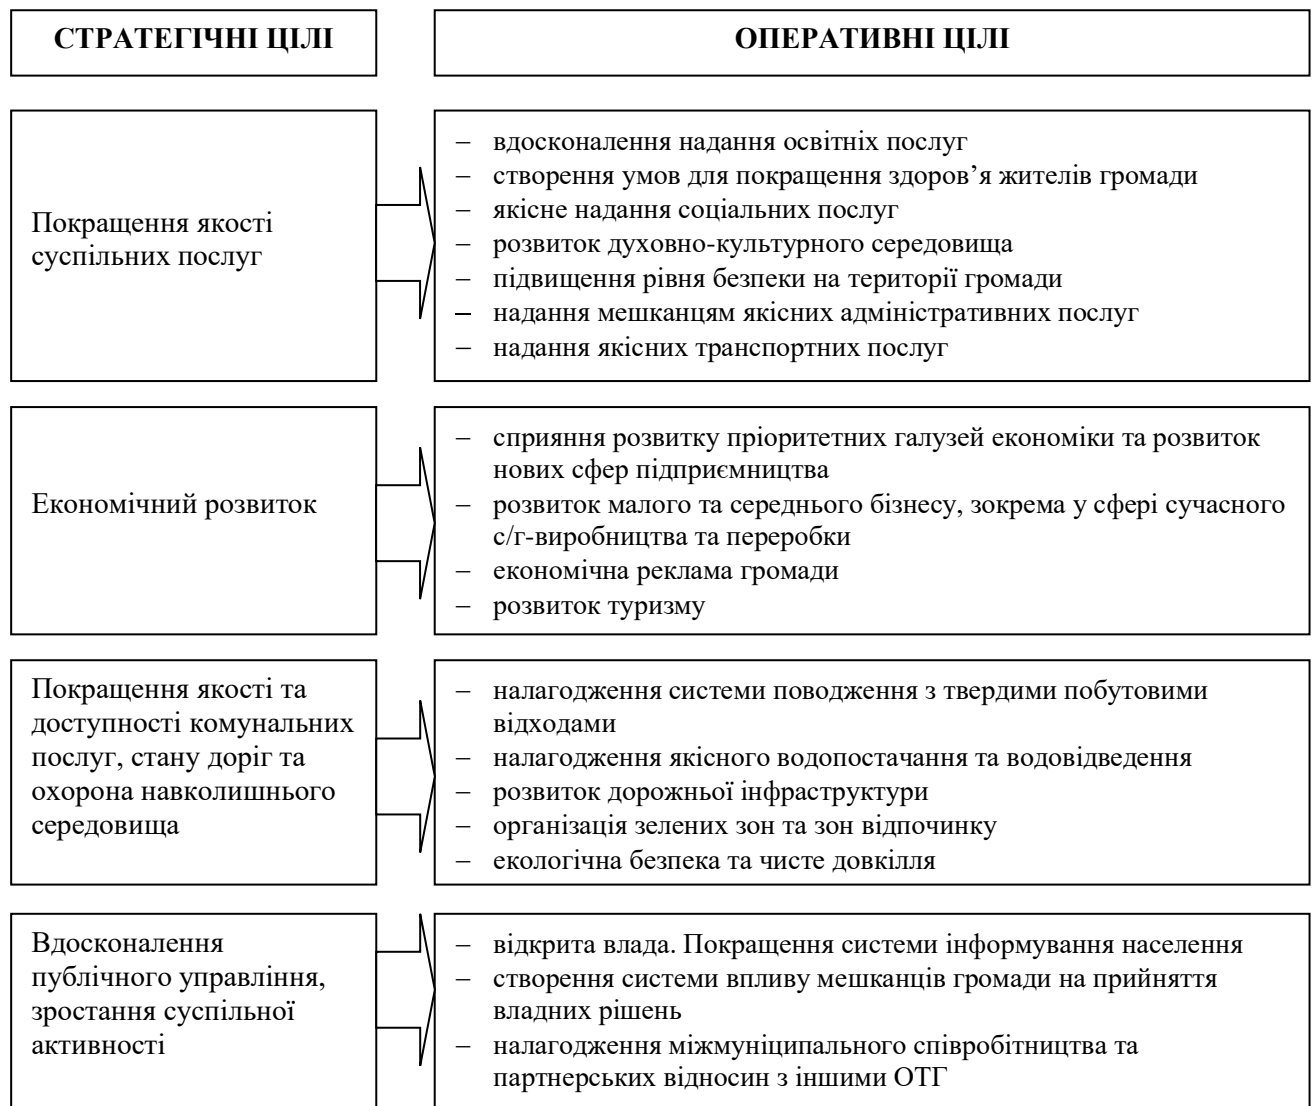 СТРАТЕГІЧНІ ЦІЛІ
ОПЕРАТИВНІ ЦІЛІ
Покращення якості
суспільних послуг
– вдосконалення надання освітніх послуг
– створення умов для покращення здоров’я жителів громади
– якісне надання соціальних послуг
– розвиток духовно-культурного середовища
– підвищення рівня безпеки на території громади
– надання мешканцям якісних адміністративних послуг
– надання якісних транспортних послуг
Економічний розвиток
– сприяння розвитку пріоритетних галузей економіки та розвиток
нових сфер підприємництва
– розвиток малого та середнього бізнесу, зокрема у сфері сучасного
с/г-виробництва та переробки
– економічна реклама громади
– розвиток туризму
Покращення якості та
доступності комунальних
послуг, стану доріг та
охорона навколишнього
середовища
– налагодження системи поводження з твердими побутовими
відходами
– налагодження якісного водопостачання та водовідведення
– розвиток дорожньої інфраструктури
– організація зелених зон та зон відпочинку
– екологічна безпека та чисте довкілля
Вдосконалення
публічного управління,
зростання суспільної
активності
– відкрита влада. Покращення системи інформування населення
– створення системи впливу мешканців громади на прийняття
владних рішень
– налагодження міжмуніципального співробітництва та
партнерських відносин з іншими ОТГ